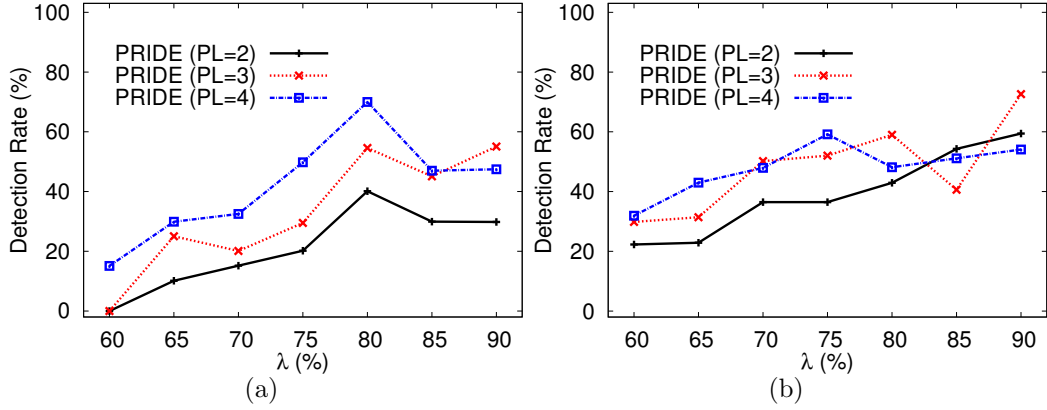 100
80
60
40
20
0
Detection Rate (%)
PRIDE (PL=2)
PRIDE (PL=3)
PRIDE (PL=4)
60 65 70 75 80 85 90
λ (%)
(a)
100
80
60
40
20
0
Detection Rate (%)
PRIDE (PL=2)
PRIDE (PL=3)
PRIDE (PL=4)
60 65 70 75 80 85 90
λ (%)
(b)